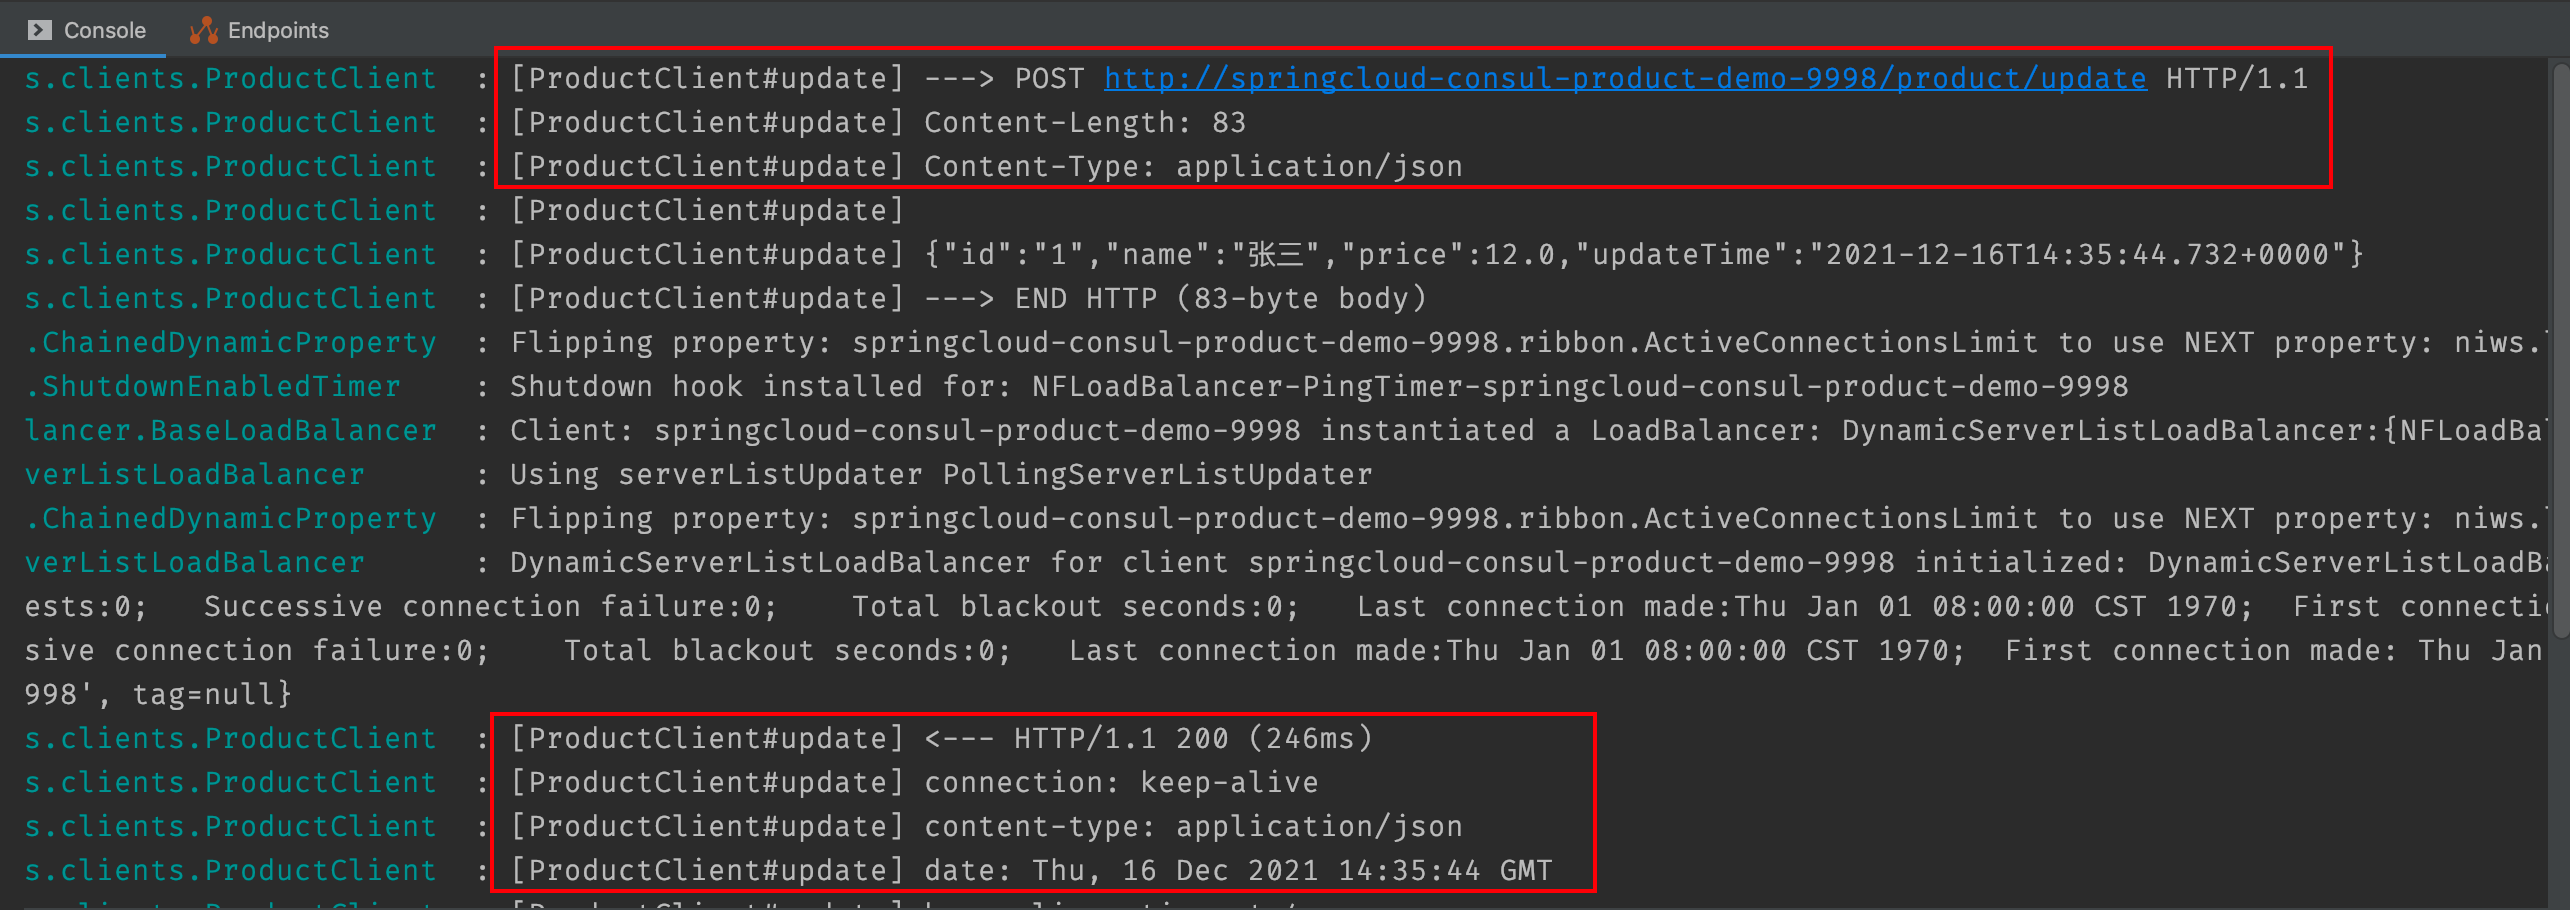 Console Endpoints
s.clients.ProductClient : [ProductClient#update] ---> POST http://springcloud-consul-product-demo-9998/product/update HTTP/1.1
s.clients.ProductClient : [ProductClient#update] Content-Length: 83
s.clients.ProductClient : [ProductClient#update] Content-Type: application/json
s.clients.ProductClient : [ProductClient#update]
s.clients.ProductClient : [ProductClient#update] {"id":"1","name":"张三","price":12.0,"updateTime":"2021-12-16T14:35:44.732+0000"}
s.clients.ProductClient : [ProductClient#update] ---> END HTTP (83-byte body)
.ChainedDynamicProperty : Flipping property: springcloud-consul-product-demo-9998.ribbon.ActiveConnectionsLimit to use NEXT property: niws.
.ShutdownEnabledTimer : Shutdown hook installed for: NFLoadBalancer-PingTimer-springcloud-consul-product-demo-9998
lancer.BaseLoadBalancer : Client: springcloud-consul-product-demo-9998 instantiated a LoadBalancer: DynamicServerListLoadBalancer:{NFLoadBal
verListLoadBalancer : Using serverListUpdater PollingServerListUpdater
.ChainedDynamicProperty : Flipping property: springcloud-consul-product-demo-9998.ribbon.ActiveConnectionsLimit to use NEXT property: niws.
verListLoadBalancer : DynamicServerListLoadBalancer for client springcloud-consul-product-demo-9998 initialized: DynamicServerListLoadBa
ests:0; Successive connection failure:0; Total blackout seconds:0; Last connection made:Thu Jan 01 08:00:00 CST 1970; First connectio
sive connection failure:0; Total blackout seconds:0; Last connection made:Thu Jan 01 08:00:00 CST 1970; First connection made: Thu Jan
998', tag=null}
s.clients.ProductClient : [ProductClient#update] <--- HTTP/1.1 200 (246ms)
s.clients.ProductClient : [ProductClient#update] connection: keep-alive
s.clients.ProductClient : [ProductClient#update] content-type: application/json
s.clients.ProductClient : [ProductClient#update] date: Thu, 16 Dec 2021 14:35:44 GMT